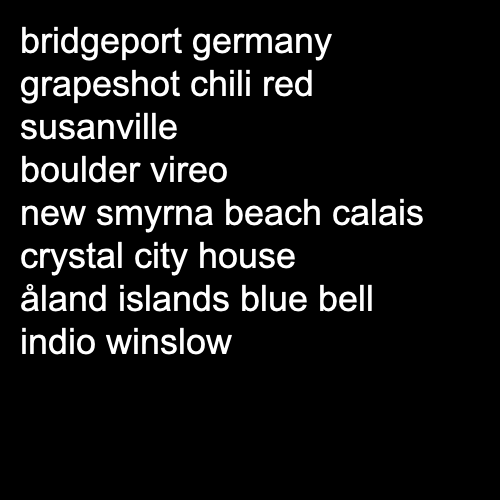 bridgeport germany
grapeshot chili red
susanville
boulder vireo
new smyrna beach calais
crystal city house
åland islands blue bell
indio winslow